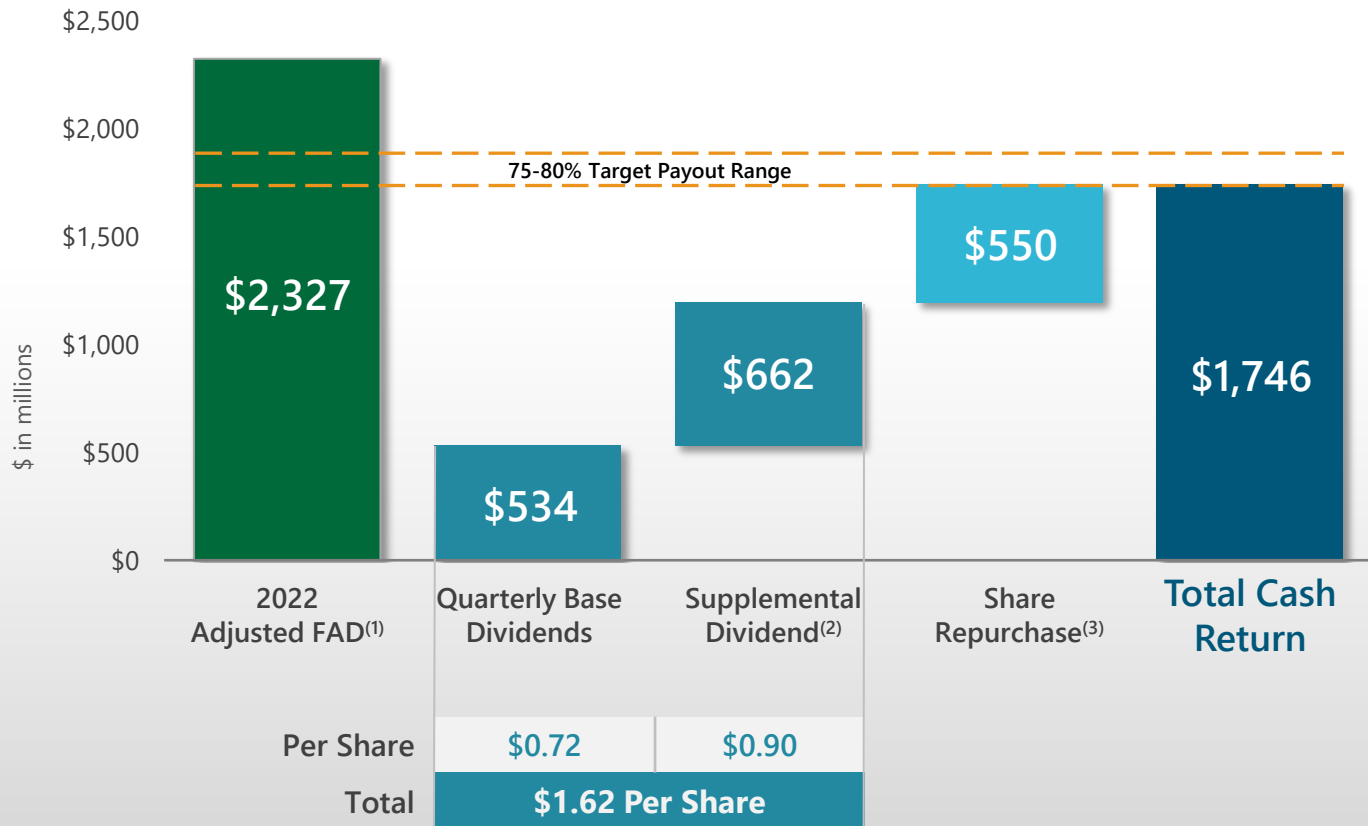 $2,500
$2,000
$1,500
$1,000
$500
$0
$ in millions
75-80% Target Payout Range
$2,327
$534
$662
$550
$1,746
2022
Adjusted FAD(1)
Quarterly Base
Dividends
Supplemental
Dividend(2)
Share
Repurchase(3)
Total Cash
Return
Per Share $0.72 $0.90
Total $1.62 Per Share